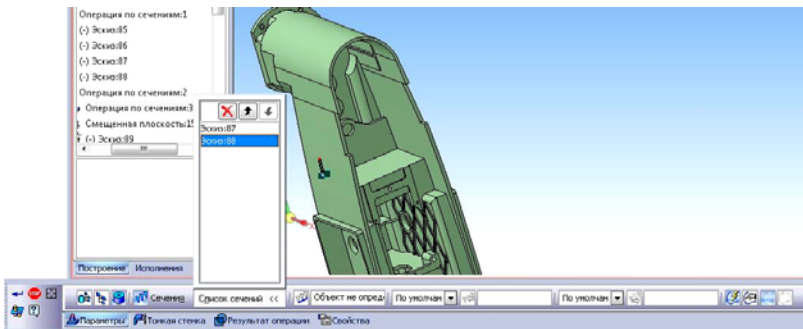 Операция по сечениям:1
(-) Эскиз:85
(-) Эскиз:86
(-) Эскиз:87
(-) Эскиз:88
Операция по сечениям:2
Операция по сечениям:3
Смещенная плоскость:15
(-) Эскиз:89
Эскиз:87
Эскиз:88
Построение Исполнения
Сечения Список сечений << Объект не опред По умолчан По умолчан
Параметры Тонкая стенка Результат операции Свойства